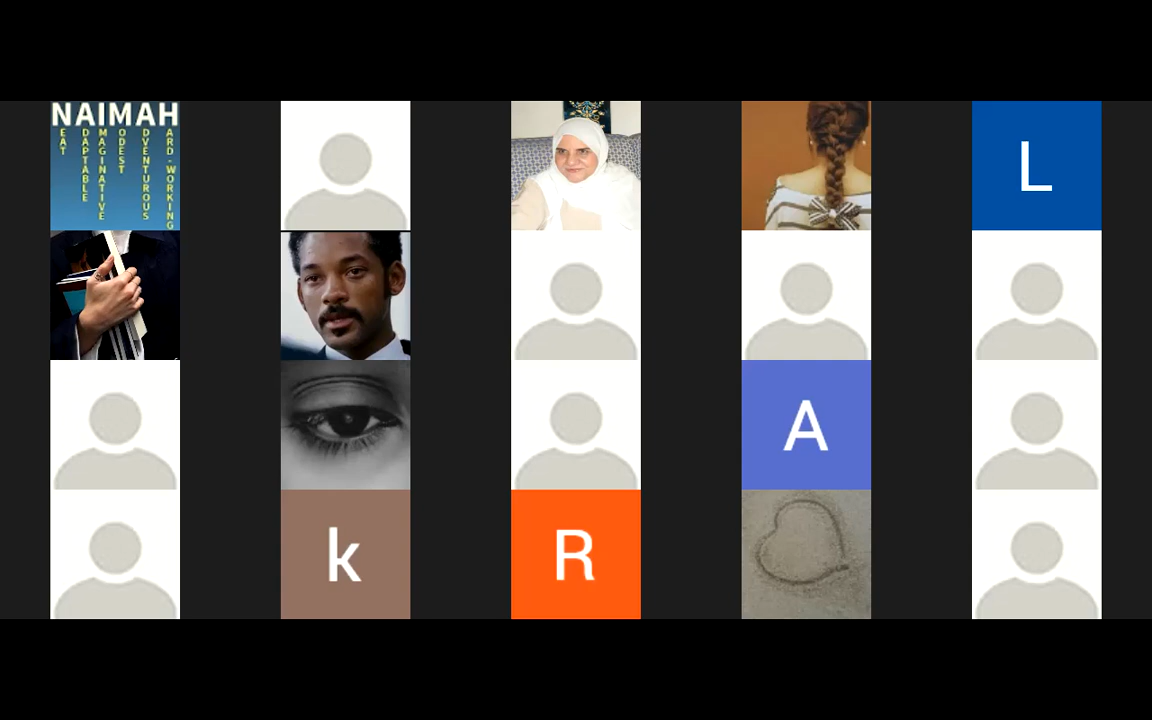 NAIMAH
EAT
DAPTABLE
MAGINATIVE
ODEST
DVENTUROUS
ARD-WORKING
L
A
k
R